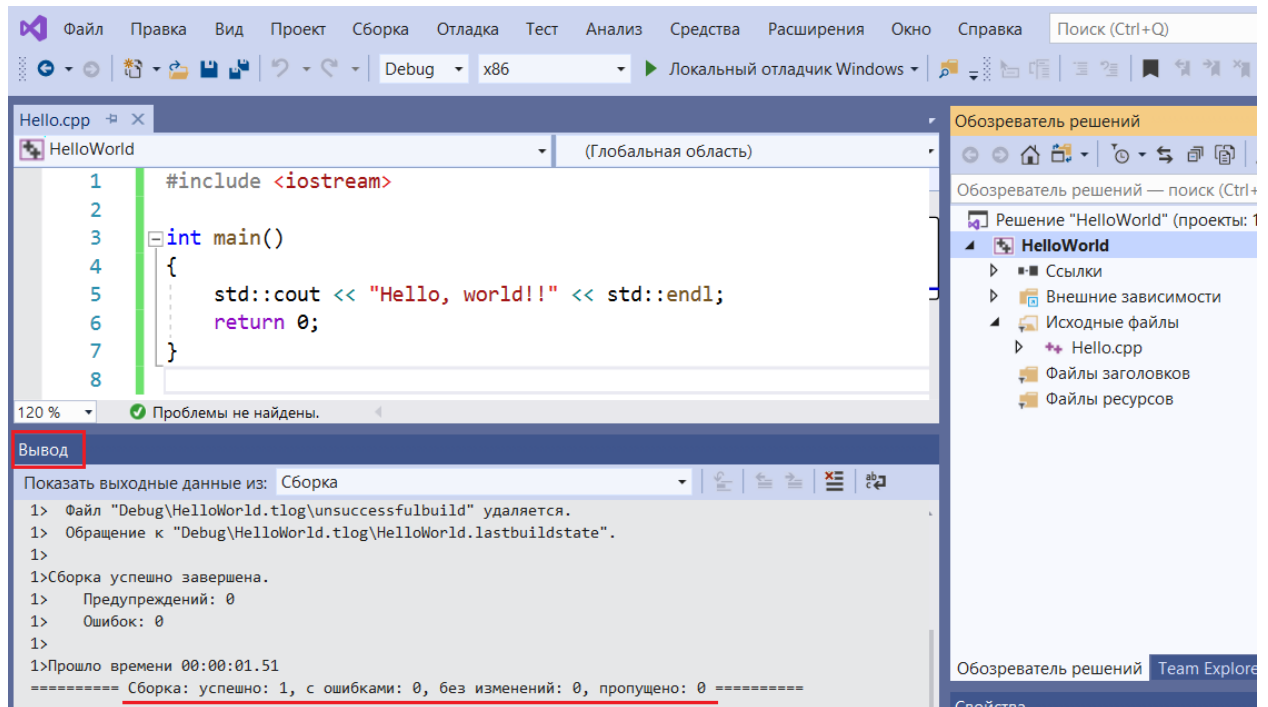 Файл Правка Вид Проект Сборка Отладка Тест Анализ Средства Расширения Окно Справка Поиск (Ctrl+Q)
Debug x86 Локальный отладчик Windows
Hello.cpp
HelloWorld (Глобальная область)
1 #include <iostream>
2
3 int main()
4 {
5 std::cout << "Hello, world!!" << std::endl;
6 return 0;
7 }
8
120 % Проблемы не найдены.
Вывод
Показать выходные данные из: Сборка
1> Файл "Debug\HelloWorld.tlog\unsuccessfulbuild" удаляется.
1> Обращение к "Debug\HelloWorld.tlog\HelloWorld.lastbuildstate".
1>
1>Сборка успешно завершена.
1> Предупреждений: 0
1> Ошибок: 0
1>
1>Прошло времени 00:00:01.51
========== Сборка: успешно: 1, с ошибками: 0, без изменений: 0, пропущено: 0 ==========
Обозреватель решений
Обозреватель решений — поиск (Ctrl+
Решение "HelloWorld" (проекты: 1
HelloWorld
Ссылки
Внешние зависимости
Исходные файлы
Hello.cpp
Файлы заголовков
Файлы ресурсов
Обозреватель решений Team Explore
Свойства